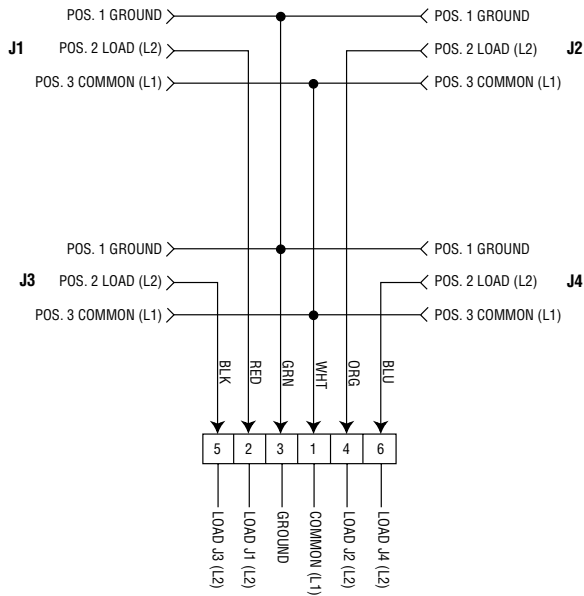 POS. 1 GROUND
POS. 1 GROUND
J1
POS. 2 LOAD (L2)
POS. 2 LOAD (L2)
J2
POS. 3 COMMON (L1)
POS. 3 COMMON (L1)
POS. 1 GROUND
POS. 1 GROUND
J3
POS. 2 LOAD (L2)
POS. 2 LOAD (L2)
J4
POS. 3 COMMON (L1)
POS. 3 COMMON (L1)
BLK
RED
GRN
WHT
ORG
BLU
5
2
3
1
4
6
LOAD J3 (L2)
LOAD J1 (L2)
GROUND
COMMON (L1)
LOAD J2 (L2)
LOAD J4 (L2)